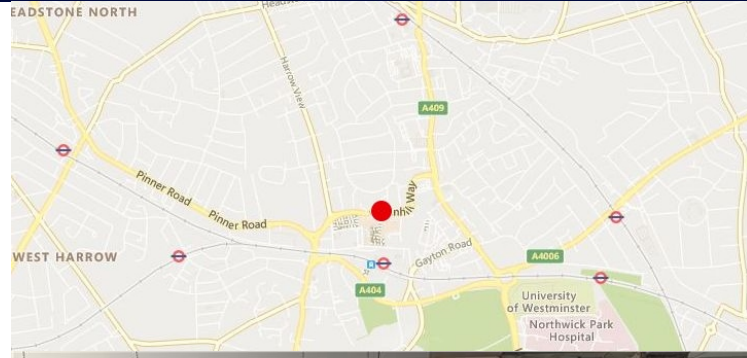 EADSTONE NORTH
Harrow View
A409
Pinner Road
Pinner Road
nhill Way
WEST HARROW
Gayton Road
A4006
A404
University
of Westminster
Northwick Park
Hospital